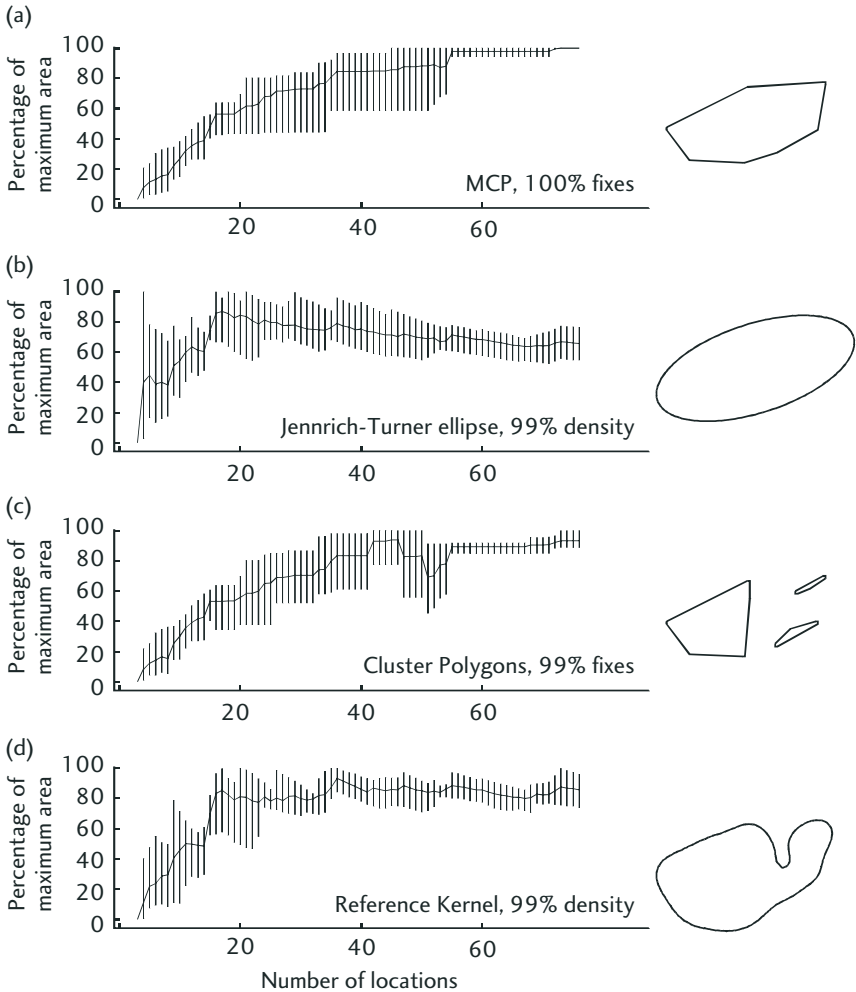 (a)
Percentage of
maximum area
100
80
60
40
20
0
MCP, 100% fixes
20 40 60
(b)
Percentage of
maximum area
100
80
60
40
20
0
Jennrich-Turner ellipse, 99% density
20 40 60
(c)
Percentage of
maximum area
100
80
60
40
20
0
Cluster Polygons, 99% fixes
20 40 60
(d)
Percentage of
maximum area
100
80
60
40
20
0
Reference Kernel, 99% density
20 40 60
Number of locations